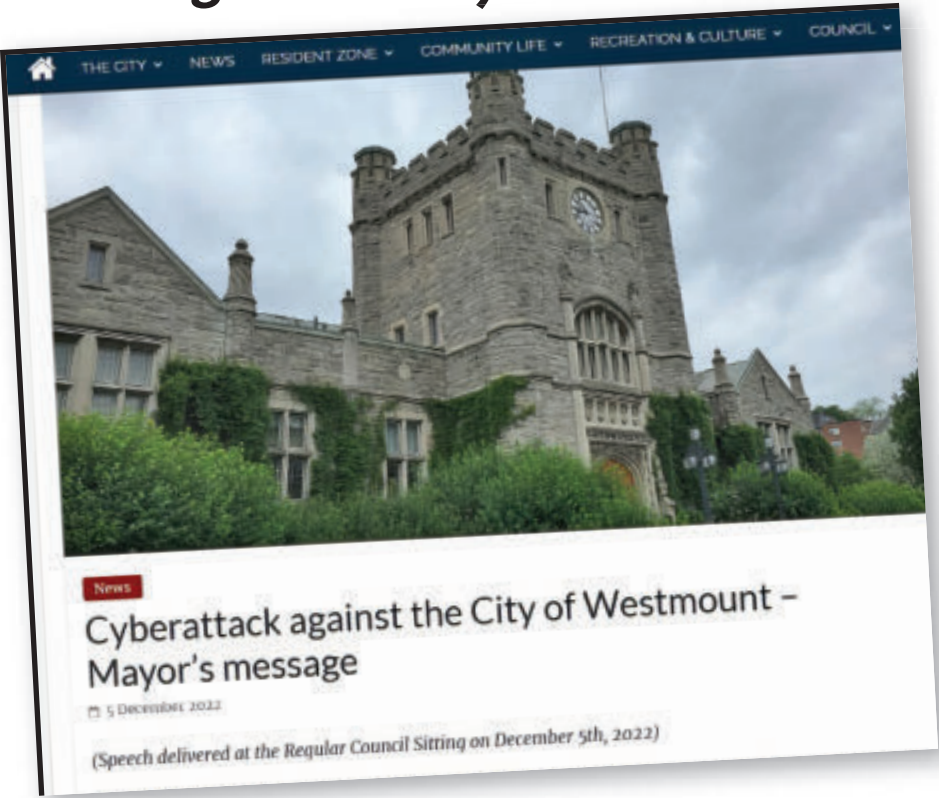 THE CITY NEWS RESIDENT ZONE COMMUNITY LIFE RECREATION & CULTURE COUNCIL
News
Cyberattack against the City of Westmount –
Mayor's message
5 December 2022
(Speech delivered at the Regular Council Sitting on December 5th, 2022)